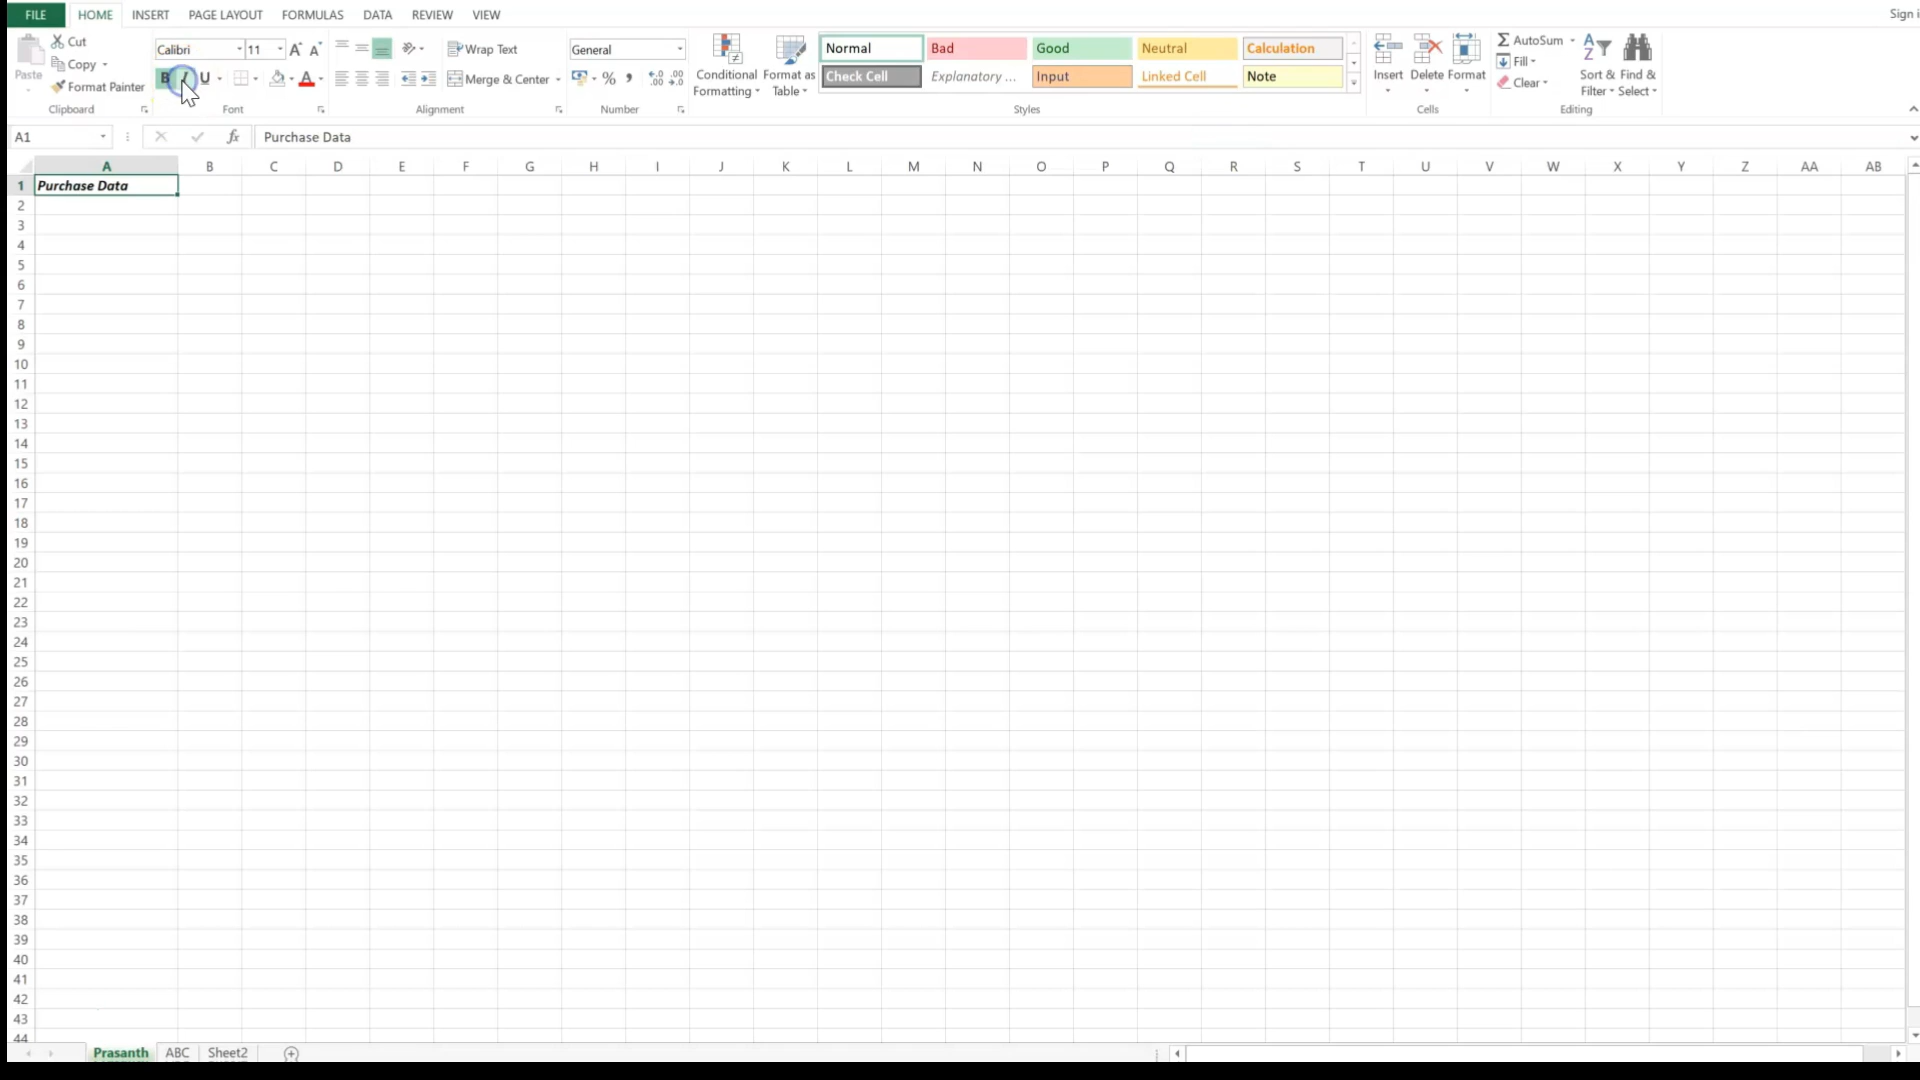 FILE HOME INSERT PAGE LAYOUT FORMULAS DATA REVIEW VIEW
Paste
Cut
Copy
Format Painter
Clipboard
Calibri 11
B I U A
Font
Wrap Text
Merge & Center
Alignment
General
% ,
Number
Conditional
Formatting
Format as
Table
Normal Bad Good Neutral Calculation
Check Cell Explanatory ... Input Linked Cell Note
Styles
Insert Delete Format
Cells
AutoSum
Fill
Clear
Sort &
Filter
Find &
Select
Editing
A1 fx Purchase Data
A B C D E F G H I J K L M N O P Q R S T U V W X Y Z AA AB
1 Purchase Data
2
3
4
5
6
7
8
9
10
11
12
13
14
15
16
17
18
19
20
21
22
23
24
25
26
27
28
29
30
31
32
33
34
35
36
37
38
39
40
41
42
43
44
Prasanth ABC Sheet2